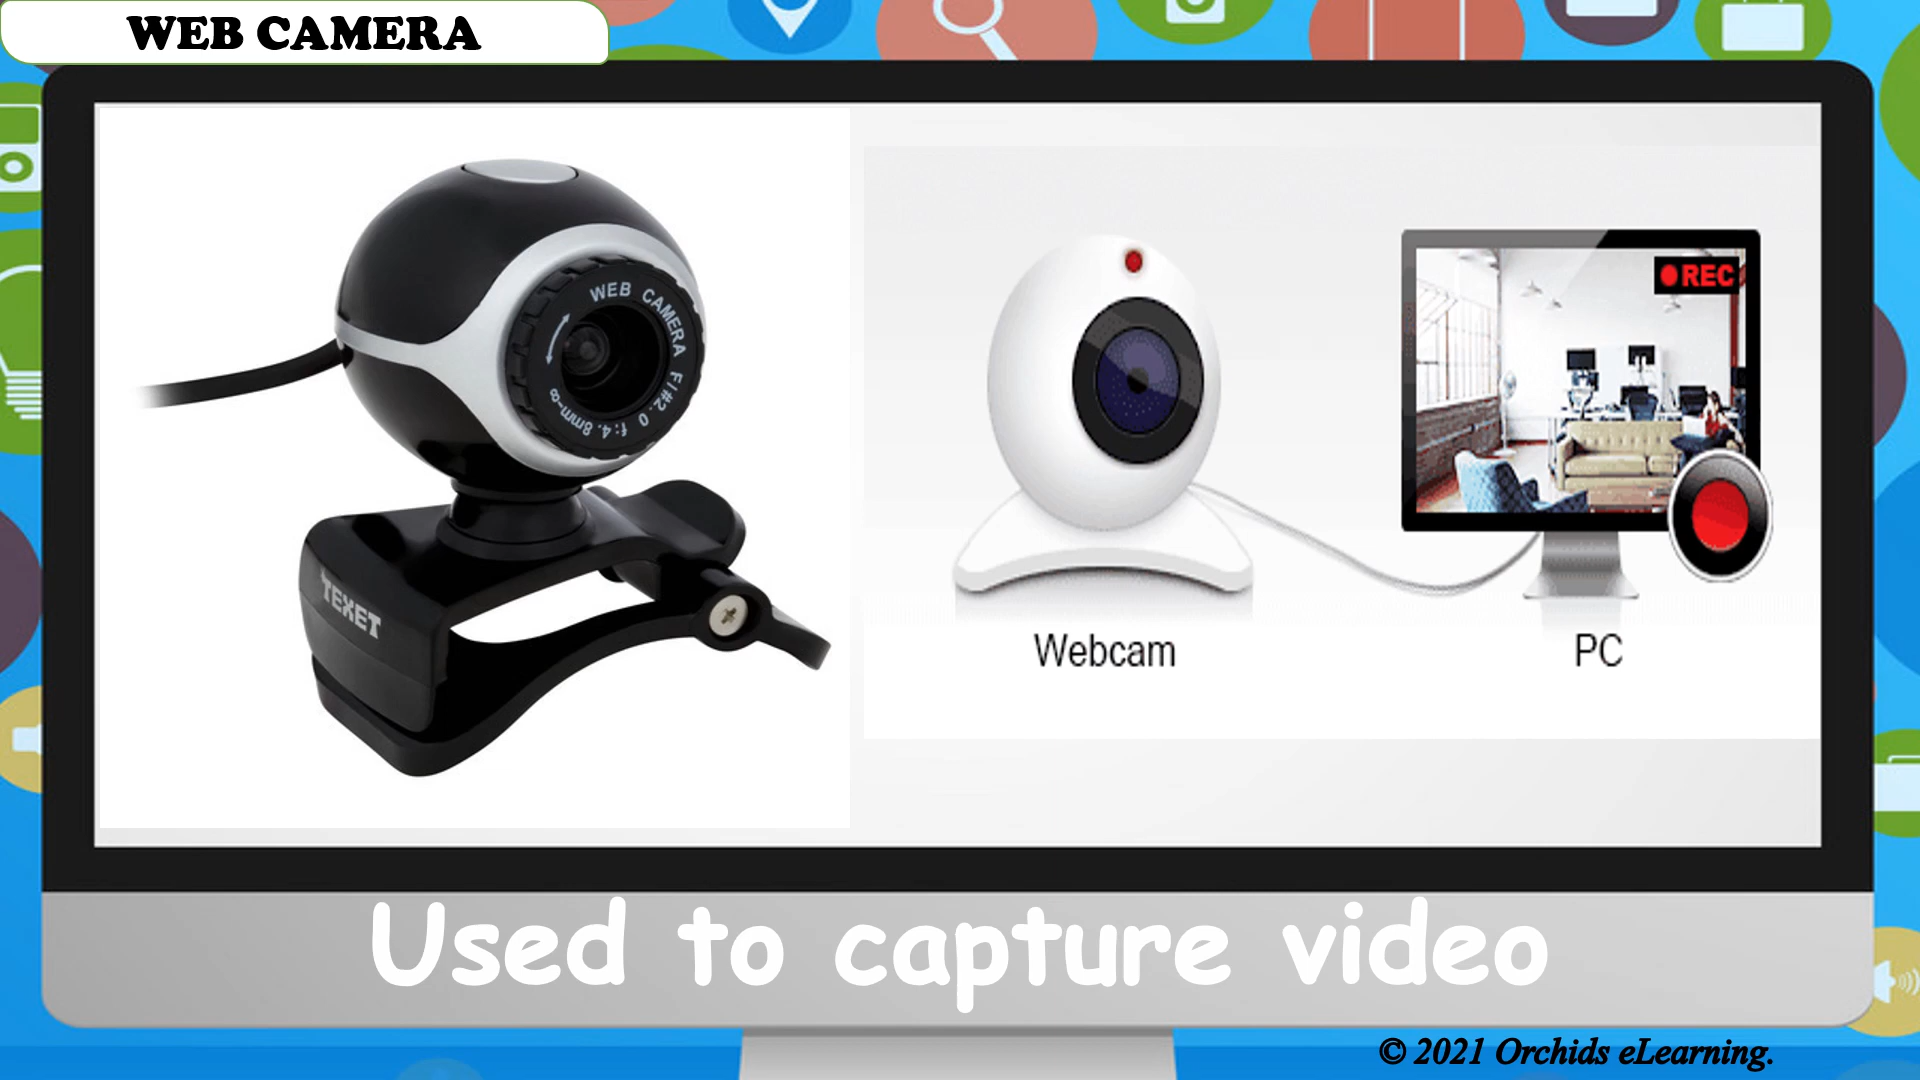 WEB CAMERA
WEB CAMERA F/#2.0 f:4.8mm-∞
TEXET
REC
Webcam
PC
Used to capture video
© 2021 Orchids eLearning.